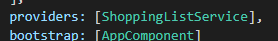 ],
providers: [ShoppingListService],
bootstrap: [AppComponent]